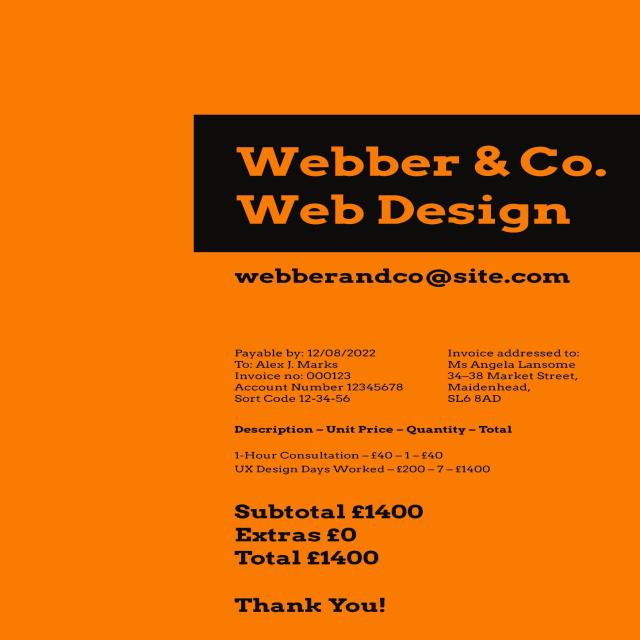 Webber & Co.
Web Design
webberandco@site.com
Payable by: 12/08/2022
To: Alex J. Marks
Invoice no: 000123
Account Number 12345678
Sort Code 12-34-56
Invoice addressed to:
Ms Angela Lansome
34–38 Market Street,
Maidenhead,
SL6 8AD
Description – Unit Price – Quantity – Total
1-Hour Consultation – £40 – 1 – £40
UX Design Days Worked – £200 – 7 – £1400
Subtotal £1400
Extras £0
Total £1400
Thank You!